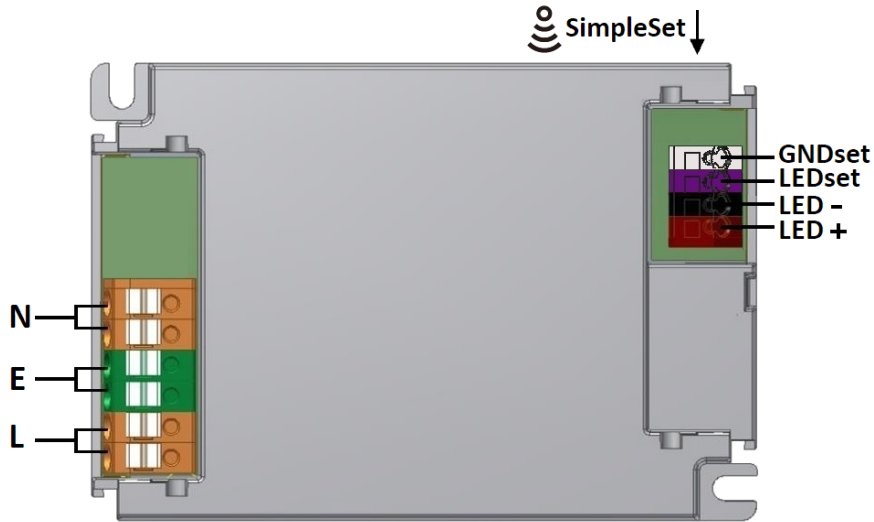 SimpleSet
GNDset
LEDset
LED -
LED +
N
E
L